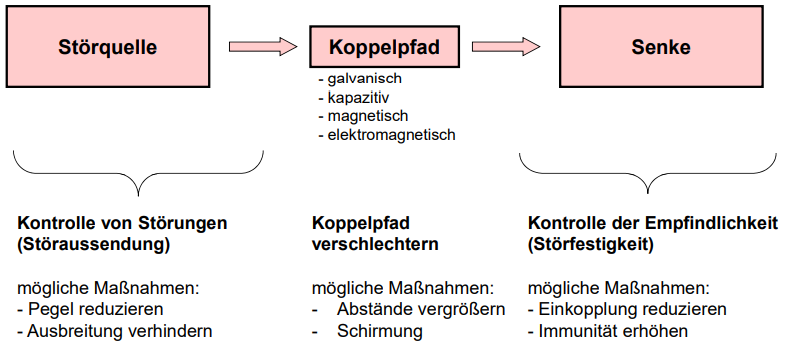 Störquelle
Koppelpfad
Senke
- galvanisch
- kapazitiv
- magnetisch
- elektromagnetisch
Kontrolle von Störungen
(Störaussendung)
mögliche Maßnahmen:
- Pegel reduzieren
- Ausbreitung verhindern
Koppelpfad
verschlechtern
mögliche Maßnahmen:
- Abstände vergrößern
- Schirmung
Kontrolle der Empfindlichkeit
(Störfestigkeit)
mögliche Maßnahmen:
- Einkopplung reduzieren
- Immunität erhöhen